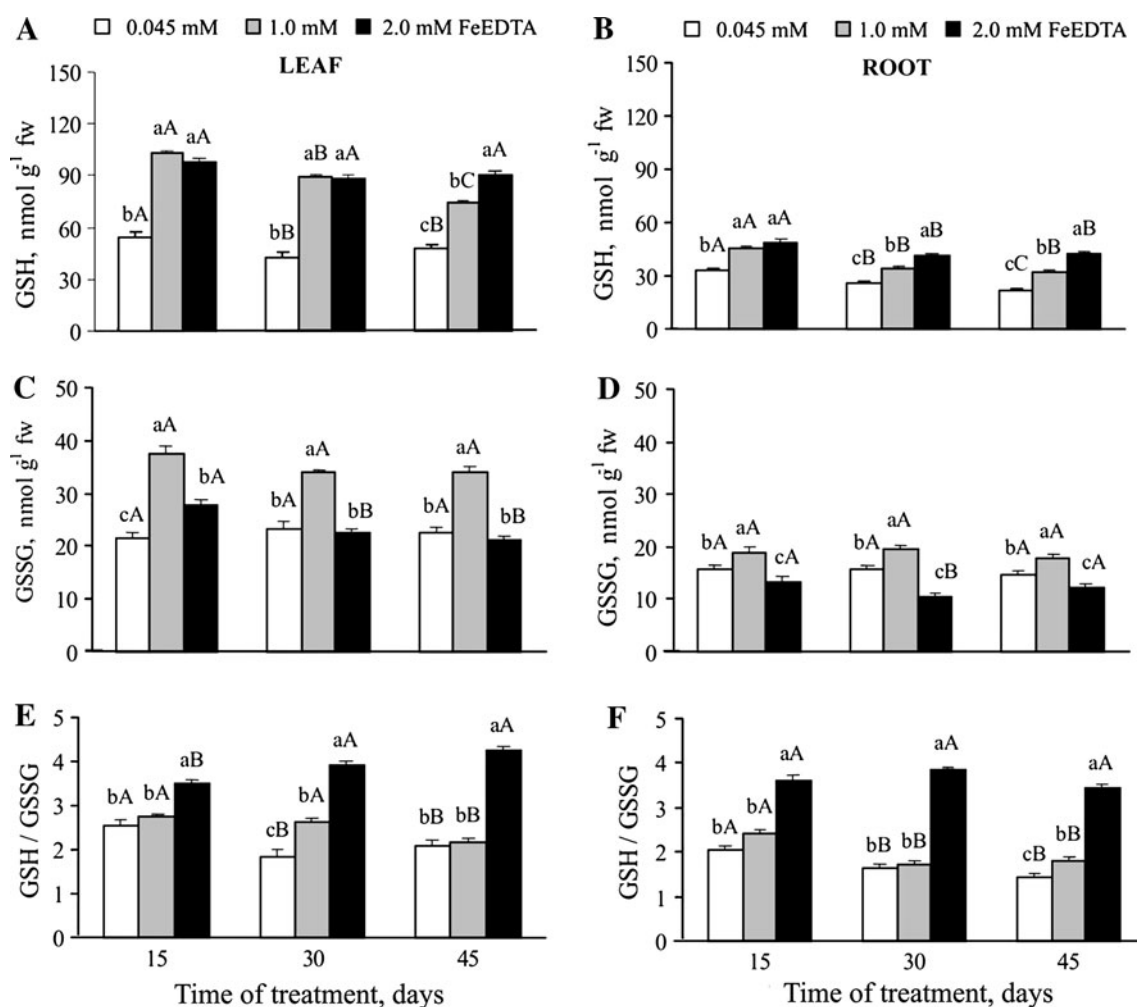 A
0.045 mM 1.0 mM 2.0 mM FeEDTA
LEAF
GSH, nmol g⁻¹ fw
150
120
90
60
30
0
bA aA aA
bB aB aA
cB bC aA
B
0.045 mM 1.0 mM 2.0 mM FeEDTA
ROOT
GSH, nmol g⁻¹ fw
150
120
90
60
30
0
bA aA aA
cB bB aB
cC bB aB
C
GSSG, nmol g⁻¹ fw
50
40
30
20
10
0
cA aA bA
bA aA bB
bA aA bB
D
GSSG, nmol g⁻¹ fw
50
40
30
20
10
0
bA aA cA
bA aA cB
bA aA cA
E
GSH / GSSG
5
4
3
2
1
0
bA bA aB
cB bA aA
bB bB aA
15 30 45
Time of treatment, days
F
GSH / GSSG
5
4
3
2
1
0
bA bA aA
bB bB aA
cB bB aA
15 30 45
Time of treatment, days